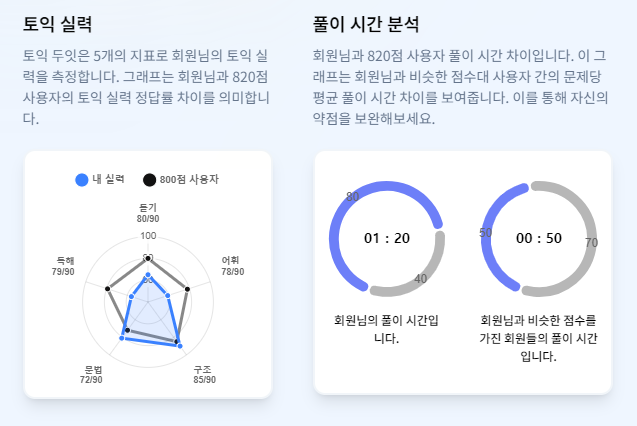 토익 실력
토익 두잇은 5개의 지표로 회원님의 토익 실
력을 측정합니다. 그래프는 회원님과 820점
사용자의 토익 실력 정답률 차이를 의미합니
다.
내 실력
800점 사용자
듣기
80/90
100
독해
79/90
어휘
78/90
문법
72/90
구조
85/90
풀이 시간 분석
회원님과 820점 사용자 풀이 시간 차이입니다. 이 그
래프는 회원님과 비슷한 점수대 사용자 간의 문제당
평균 풀이 시간 차이를 보여줍니다. 이를 통해 자신의
약점을 보완해보세요.
80
01 : 20
40
회원님의 풀이 시간입
니다.
50
00 : 50
70
회원님과 비슷한 점수를
가진 회원들의 풀이 시간
입니다.